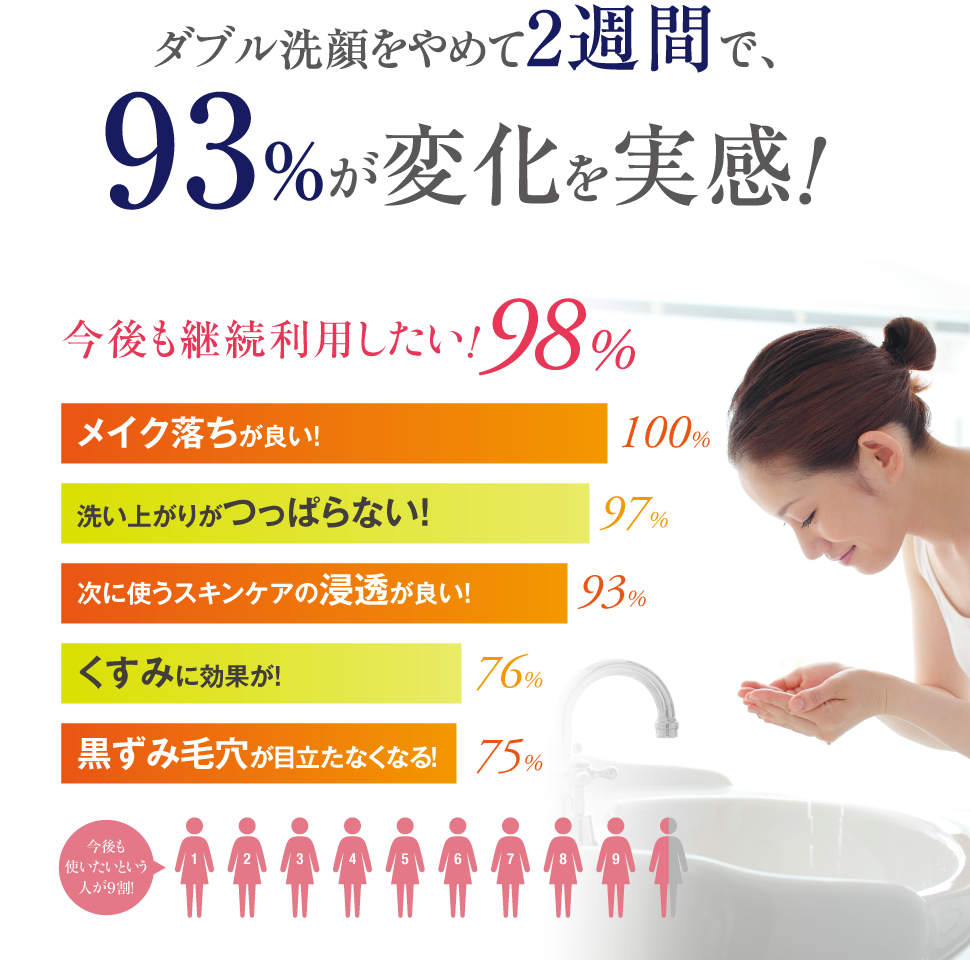 ダブル洗顔をやめて2週間で、
93%が変化を実感!
今後も継続利用したい!98%
メイク落ちが良い! 100%
洗い上がりがつっぱらない! 97%
次に使うスキンケアの浸透が良い! 93%
くすみに効果が! 76%
黒ずみ毛穴が目立たなくなる! 75%
今後も
使いたいという
人が9割!
1 2 3 4 5 6 7 8 9